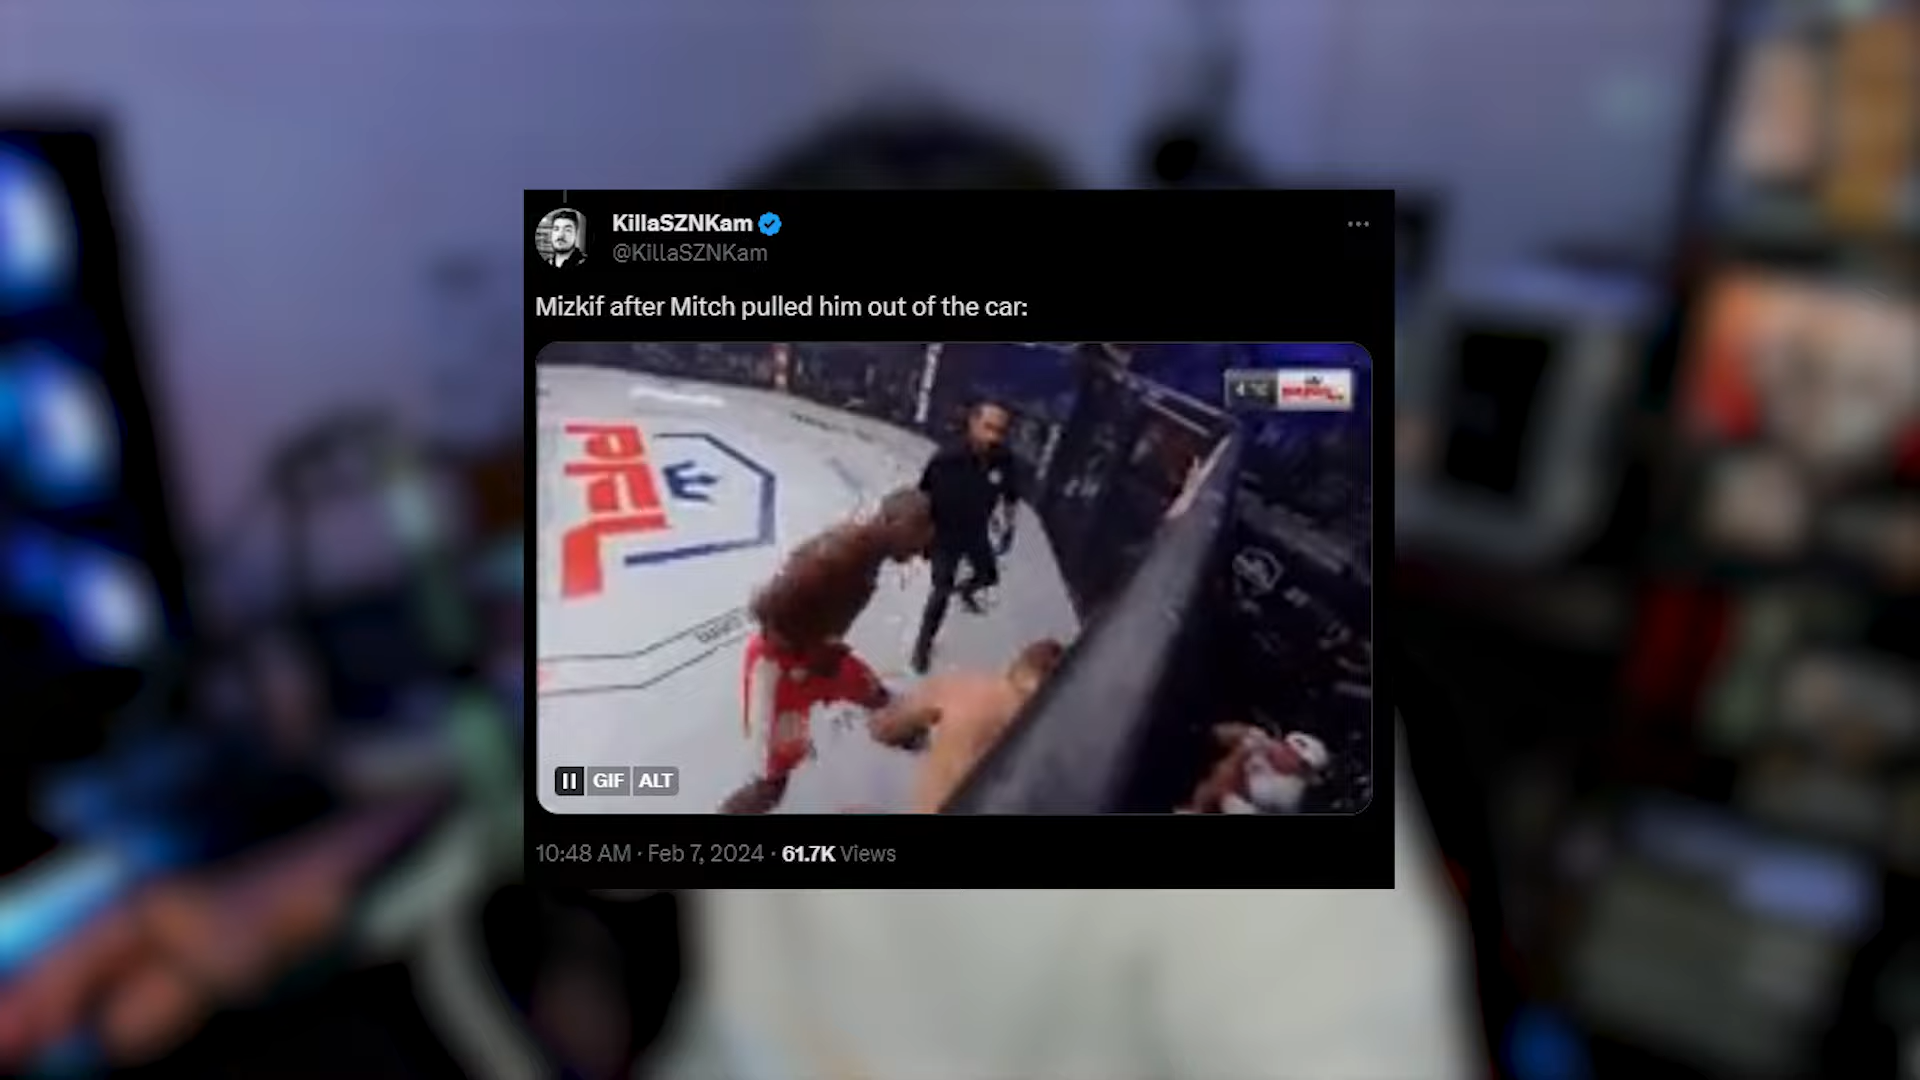 KillaSZNKam
@KillaSZNKam
Mizkif after Mitch pulled him out of the car:
PFL
GIF ALT
10:48 AM · Feb 7, 2024 · 61.7K Views